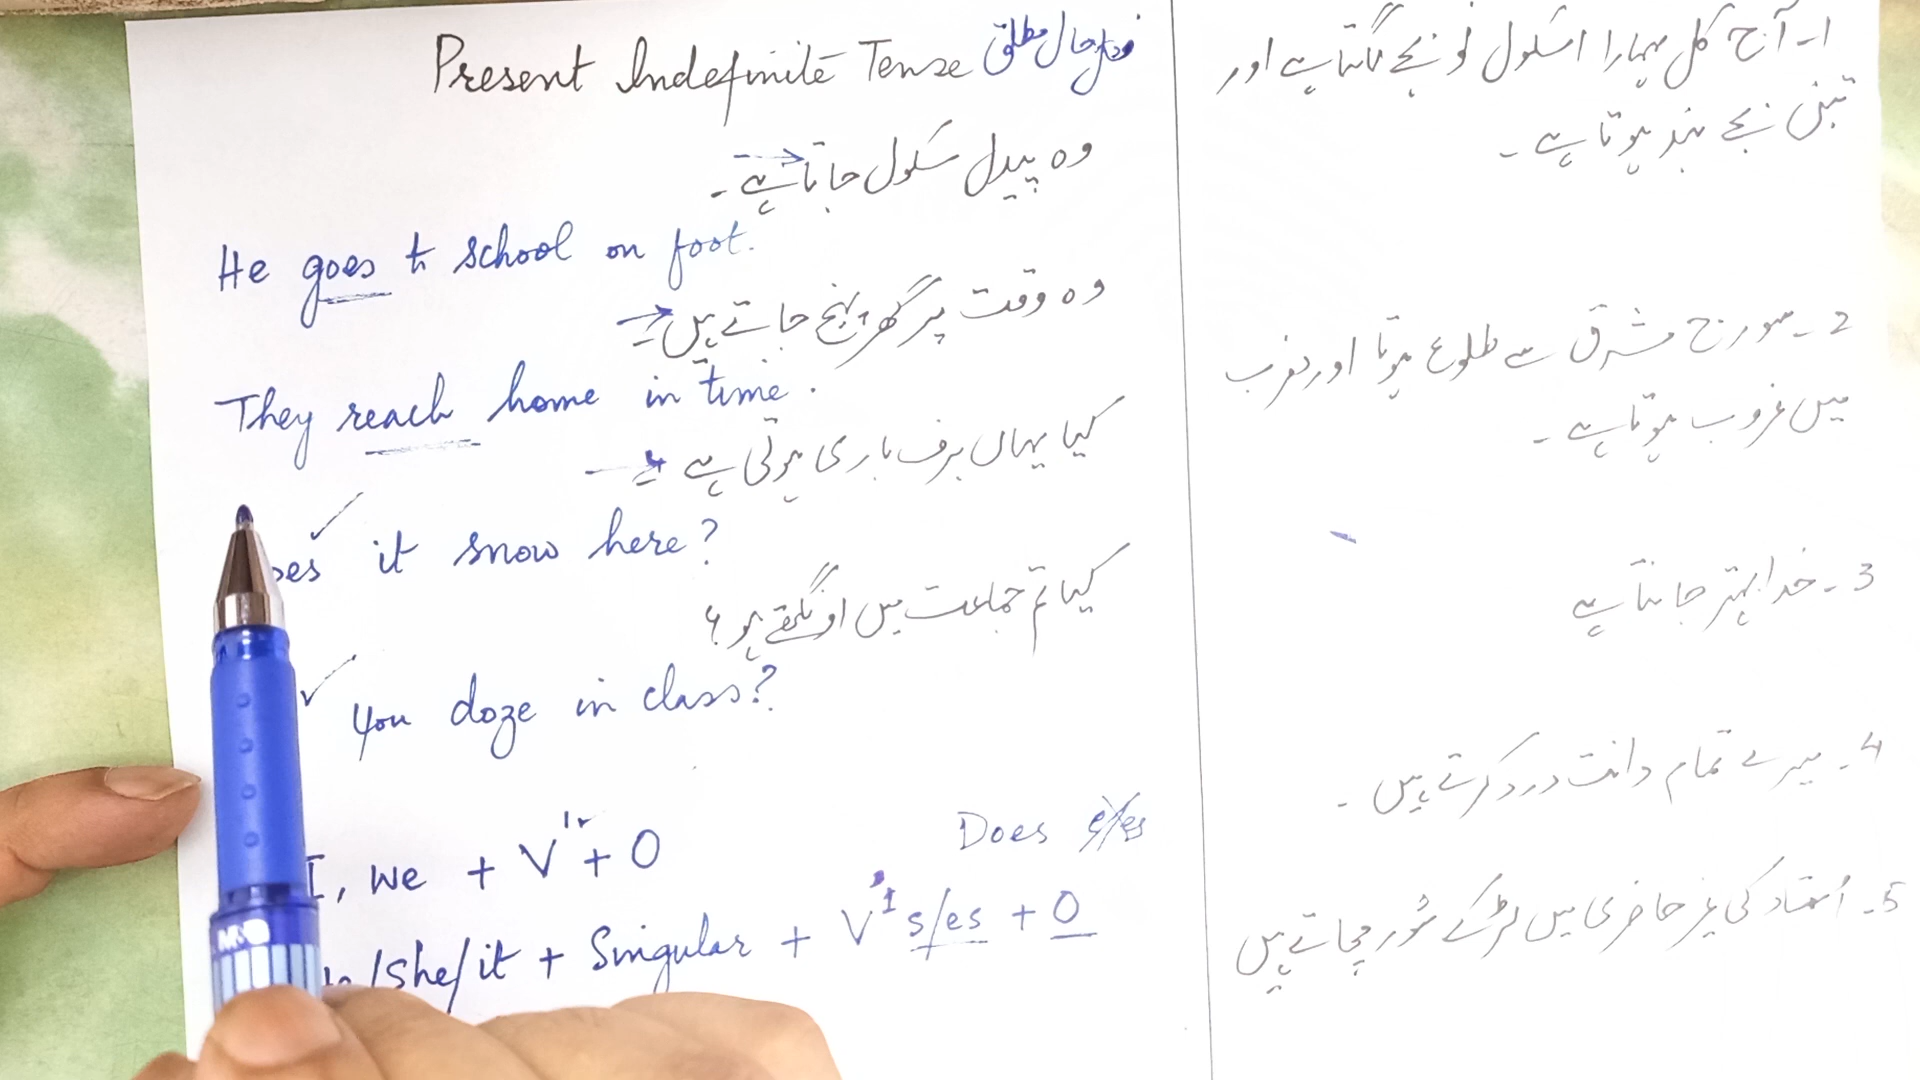 Present Indefinite Tense فعل حال مطلق
وہ پیدل سکول جاتا ہے۔
He goes to school on foot.
وہ وقت پر گھر پہنچ جاتے ہیں۔
They reach home in time.
کیا یہاں برف باری ہوتی ہے
it snow here?
کیا تم جماعت میں اونگھتے ہو؟
You doze in class?
I, we + V 1r + O
Does s/es
/She/it + Singular + V 1 s/es + O
1۔ آج کل ہمارا اسکول نو بجے لگتا ہے اور
تین بجے بند ہوتا ہے۔
2۔ سورج مشرق سے طلوع ہوتا اور مغرب
میں غروب ہوتا ہے۔
3۔ خدا بہتر جانتا ہے
4۔ میرے تمام دانت درد کرتے ہیں۔
5۔ اُستاد کی غیر حاضری میں لڑکے شور مچاتے ہیں